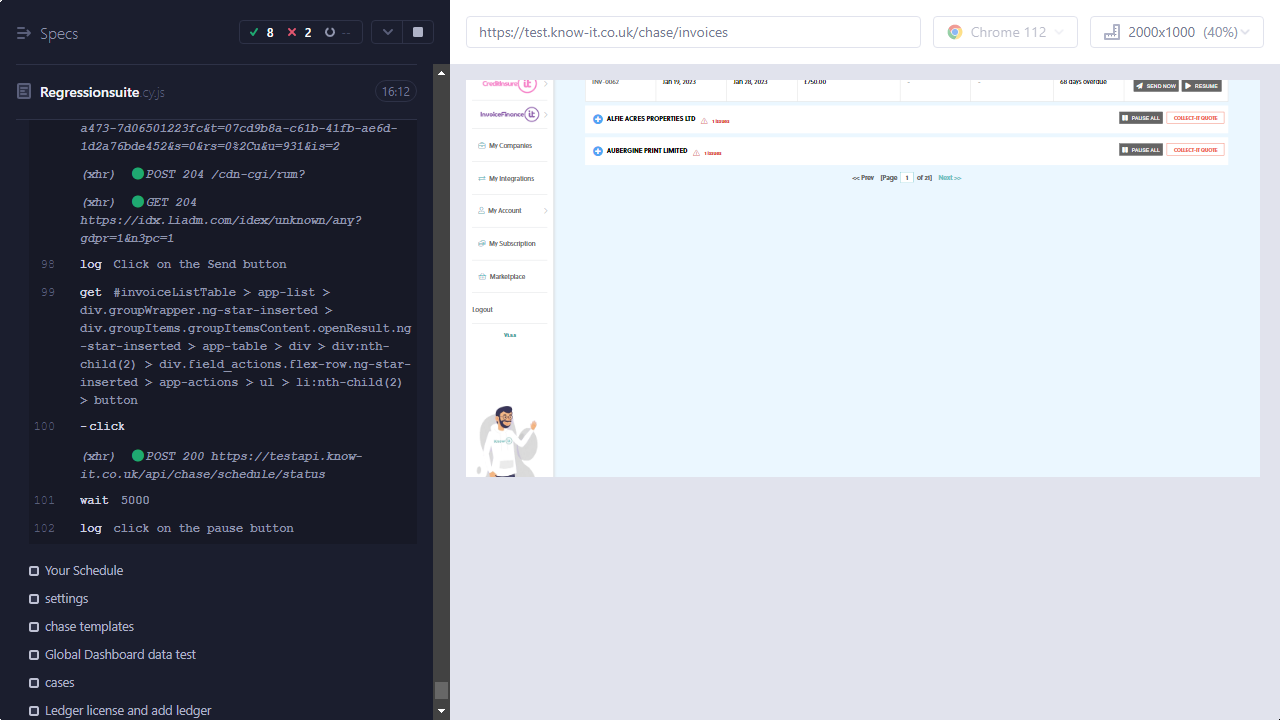 Specs
8
2
--
Regressionsuite.cy.js
16:12
a473-7d06501223fc&t=07cd9b8a-c61b-41fb-ae6d-
1d2a76bde452&s=0&rs=0%2Cu&u=931&is=2
(xhr) POST 204 /cdn-cgi/rum?
(xhr) GET 204
https://idx.liadm.com/idex/unknown/any?
gdpr=1&n3pc=1
98 log Click on the Send button
99 get #invoiceListTable > app-list >
div.groupWrapper.ng-star-inserted >
div.groupItems.groupItemsContent.openResult.ng
-star-inserted > app-table > div > div:nth-
child(2) > div.field_actions.flex-row.ng-star-
inserted > app-actions > ul > li:nth-child(2)
> button
100 -click
(xhr) POST 200 https://testapi.know-
it.co.uk/api/chase/schedule/status
101 wait 5000
102 log click on the pause button
Your Schedule
settings
chase templates
Global Dashboard data test
cases
Ledger license and add ledger
https://test.know-it.co.uk/chase/invoices
Chrome 112
2000x1000 (40%)
CreditInsure it
InvoiceFinance it
My Companies
My Integrations
My Account
My Subscription
Marketplace
Logout
INV-0062
Jan 19, 2023
Jan 28, 2023
£750.00
--
--
68 days overdue
SEND NOW
RESUME
ALFIE ACRES PROPERTIES LTD
1 issues
PAUSE ALL
COLLECT-IT QUOTE
AUBERGINE PRINT LIMITED
1 issues
PAUSE ALL
COLLECT-IT QUOTE
<< Prev [Page 1 of 21] Next >>